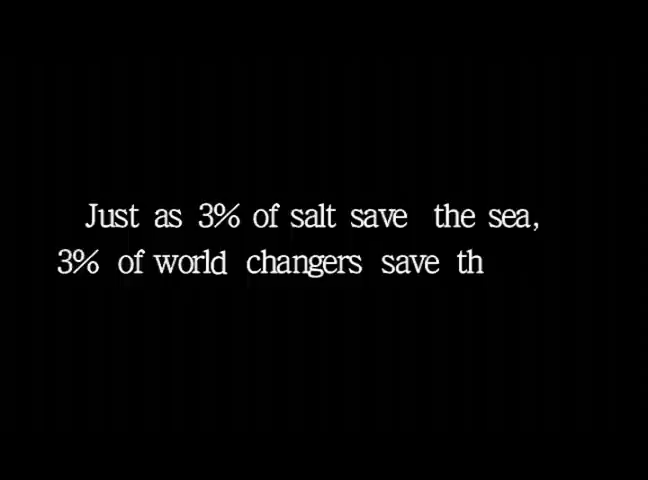 Just as 3% of salt save the sea,
3% of world changers save th